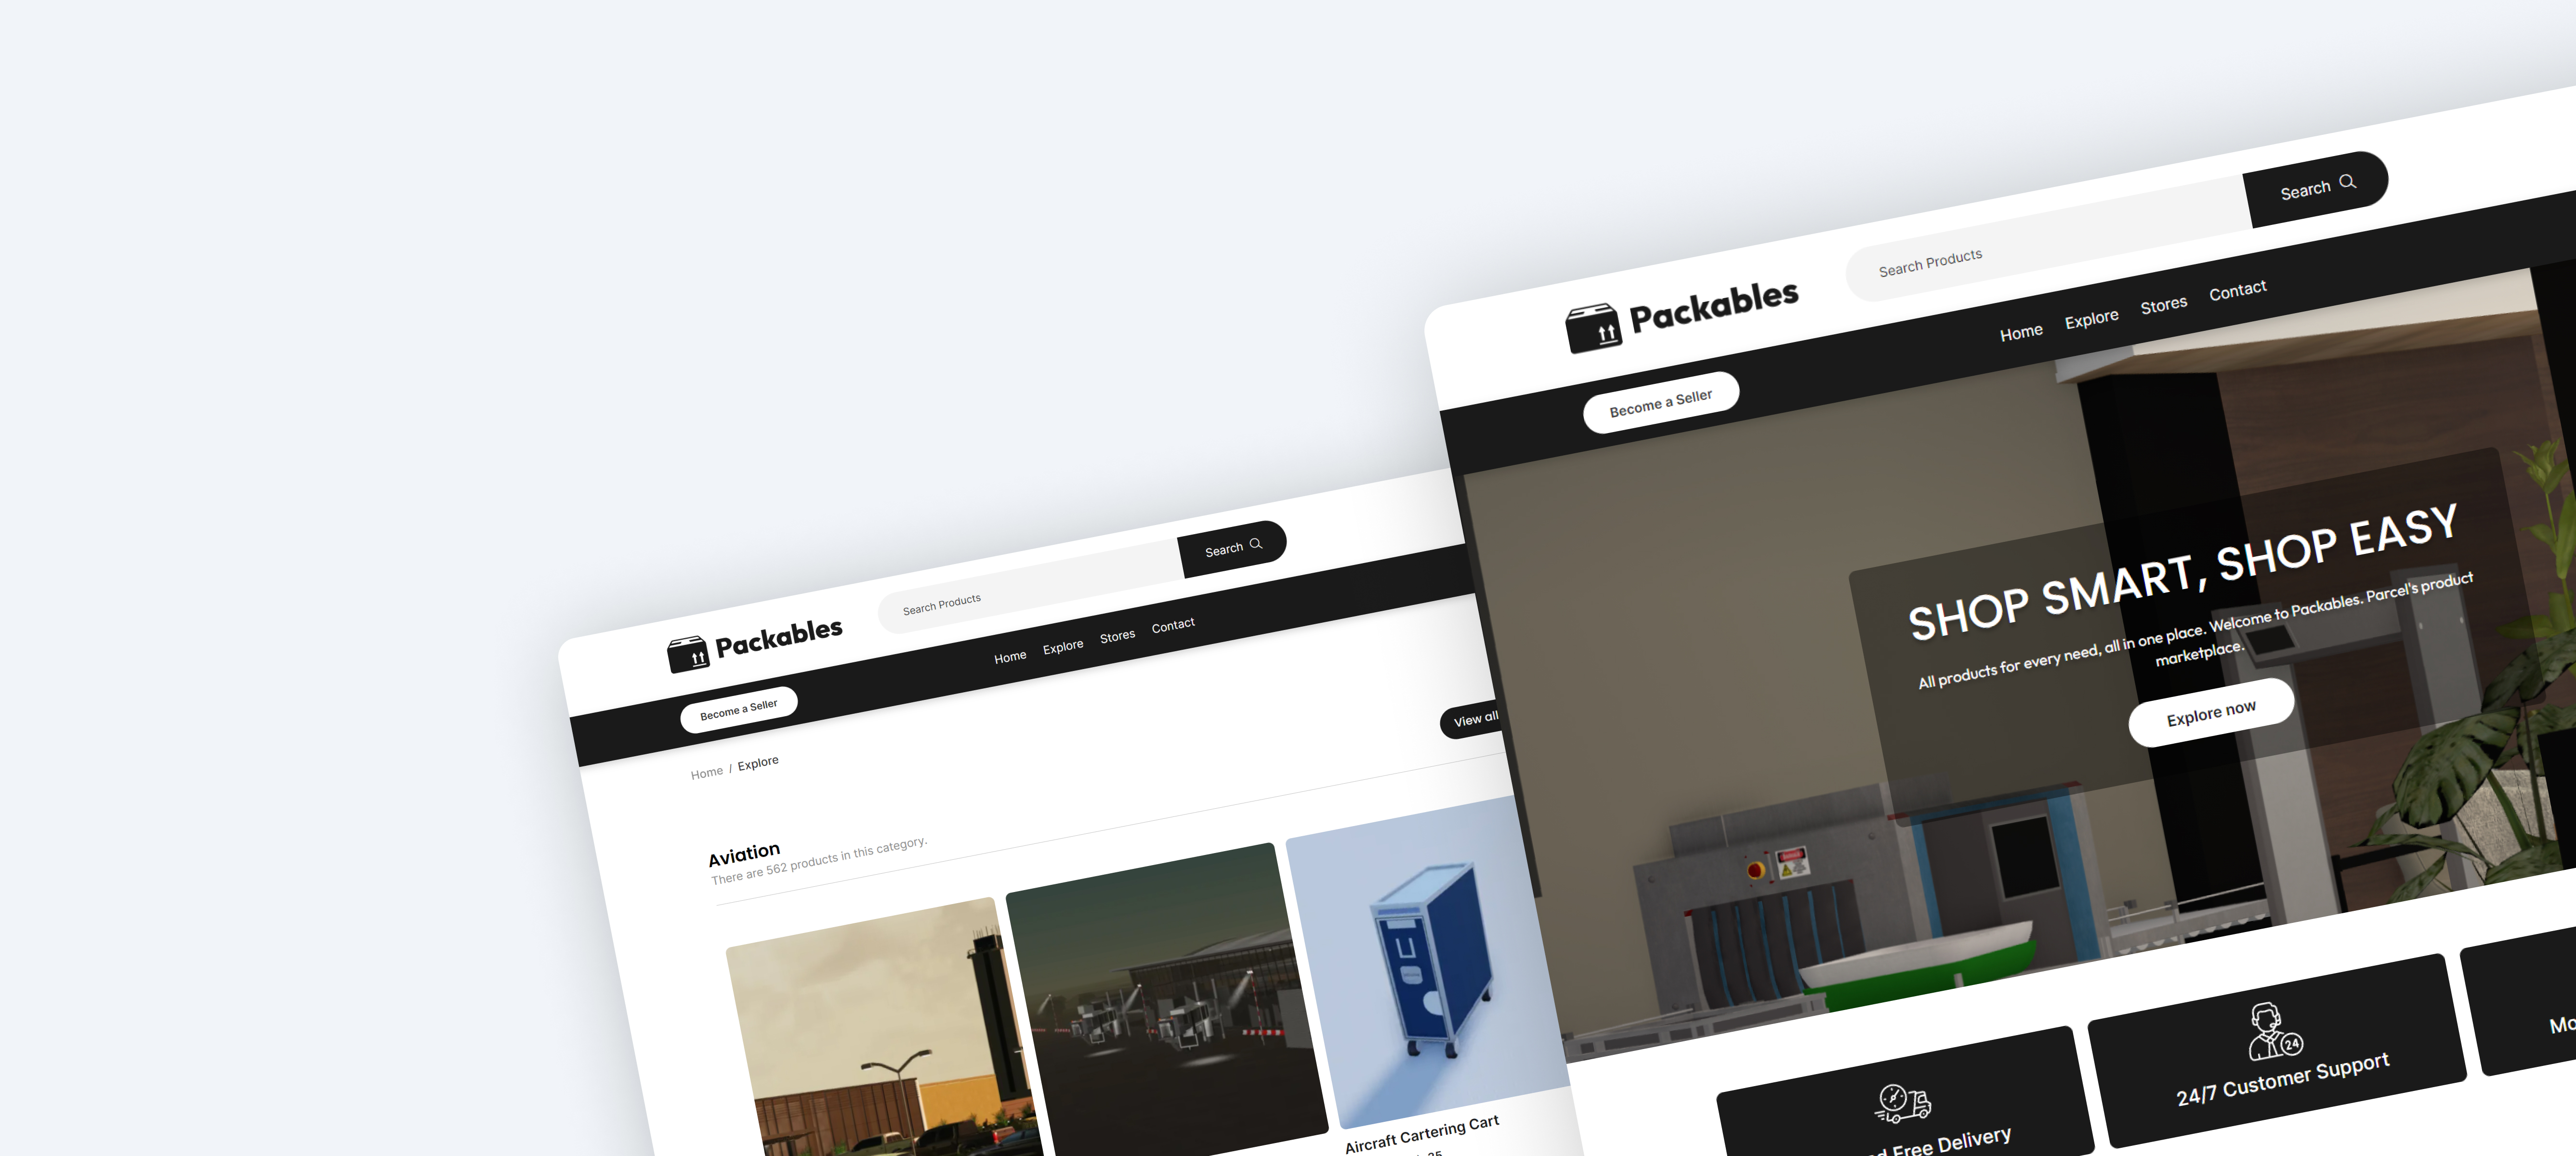 Packables
Search Products
Search
Become a Seller
Home
Explore
Stores
Contact
Home / Explore
View all
Aviation
There are 562 products in this category.
Aircraft Cartering Cart
Packables
Search Products
Search
Become a Seller
Home
Explore
Stores
Contact
SHOP SMART, SHOP EASY
All products for every need, all in one place. Welcome to Packables. Parcel's product
marketplace.
Explore now
Free Delivery
24
24/7 Customer Support